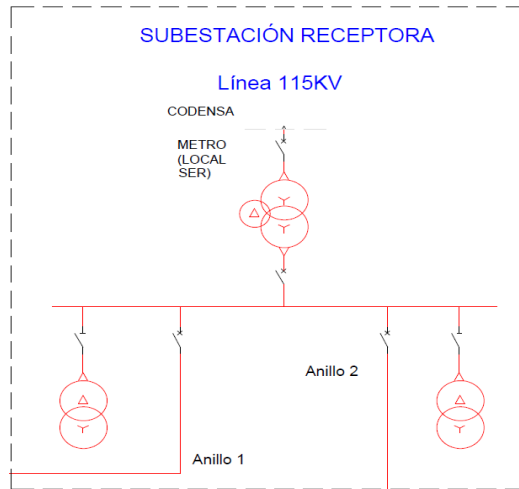 SUBESTACIÓN RECEPTORA
Línea 115KV
CODENSA
METRO
(LOCAL
SER)
Anillo 2
Anillo 1